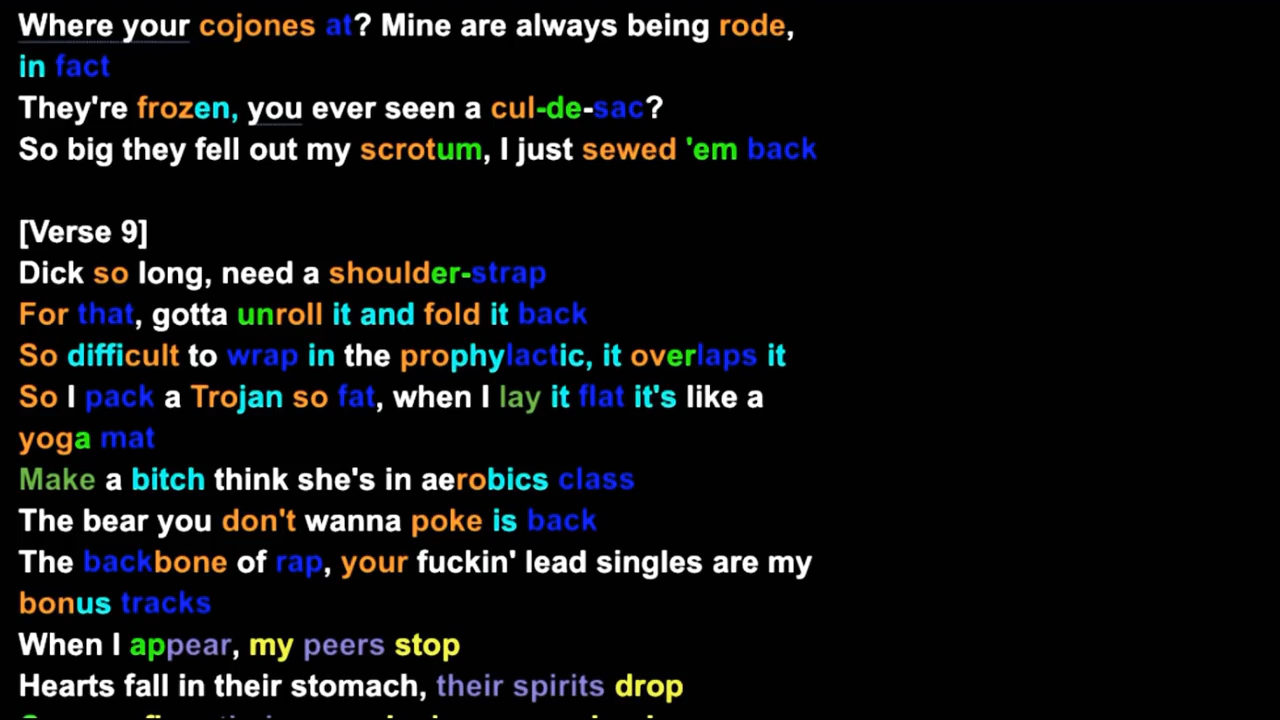 Where your cojones at? Mine are always being rode,
in fact
They're frozen, you ever seen a cul-de-sac?
So big they fell out my scrotum, I just sewed 'em back
[Verse 9]
Dick so long, need a shoulder-strap
For that, gotta unroll it and fold it back
So difficult to wrap in the prophylactic, it overlaps it
So I pack a Trojan so fat, when I lay it flat it's like a
yoga mat
Make a bitch think she's in aerobics class
The bear you don't wanna poke is back
The backbone of rap, your fuckin' lead singles are my
bonus tracks
When I appear, my peers stop
Hearts fall in their stomach, their spirits drop